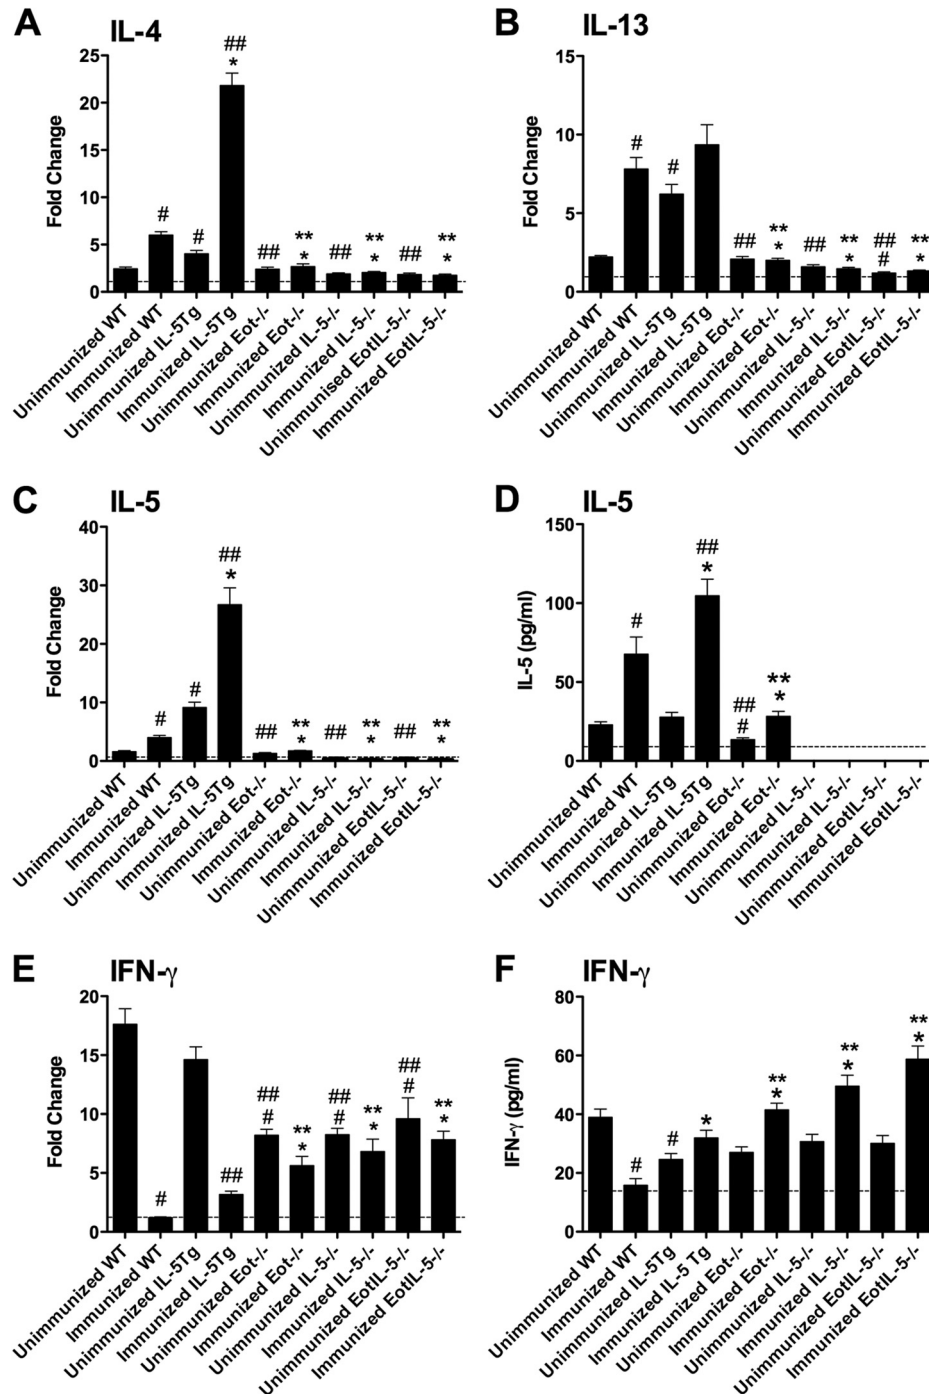 A IL-4
Fold Change
25
20
15
10
5
0
##
*
#
#
##
**
*
##
**
*
##
**
*
Unimmunized WT
Immunized WT
Unimmunized IL-5Tg
Immunized IL-5Tg
Unimmunized Eot-/-
Immunized Eot-/-
Unimmunized IL-5-/-
Immunized IL-5-/-
Unimmunised EotIL-5-/-
Immunized EotIL-5-/-
B IL-13
Fold Change
15
10
5
0
#
#
##
**
*
##
**
*
##
#
**
*
Unimmunized WT
Immunized WT
Unimmunized IL-5Tg
Immunized IL-5Tg
Unimmunized Eot-/-
Immunized Eot-/-
Unimmunized IL-5-/-
Immunized IL-5-/-
Unimmunized EotIL-5-/-
Immunized EotIL-5-/-
C IL-5
Fold Change
40
30
20
10
0
#
#
##
*
##
**
*
##
**
*
##
**
*
Unimmunized WT
Immunized WT
Unimmunized IL-5Tg
Immunized IL-5Tg
Unimmunized Eot-/-
Immunized Eot-/-
Unimmunized IL-5-/-
Immunized IL-5-/-
Unimmunized EotIL-5-/-
Immunized EotIL-5-/-
D IL-5
IL-5 (pg/ml)
150
100
50
0
#
##
*
##
#
**
*
Unimmunized WT
Immunized WT
Unimmunized IL-5Tg
Immunized IL-5Tg
Unimmunized Eot-/-
Immunized Eot-/-
Unimmunized IL-5-/-
Immunized IL-5-/-
Unimmunized EotIL-5-/-
Immunized EotIL-5-/-
E IFN-γ
Fold Change
20
15
10
5
0
#
##
##
#
**
*
##
#
**
*
##
#
**
*
Unimmunized WT
Immunized WT
Unimmunized IL-5Tg
Immunized IL-5Tg
Unimmunized Eot-/-
Immunized Eot-/-
Unimmunized IL-5-/-
Immunized IL-5-/-
Unimmunized EotIL-5-/-
Immunized EotIL-5-/-
F IFN-γ
IFN-γ (pg/ml)
80
60
40
20
0
#
#
*
**
*
**
*
**
*
Unimmunized WT
Immunized WT
Unimmunized IL-5Tg
Immunized IL-5 Tg
Unimmunized Eot-/-
Immunized Eot-/-
Unimmunized IL-5-/-
Immunized IL-5-/-
Unimmunized EotIL-5-/-
Immunized EotIL-5-/-